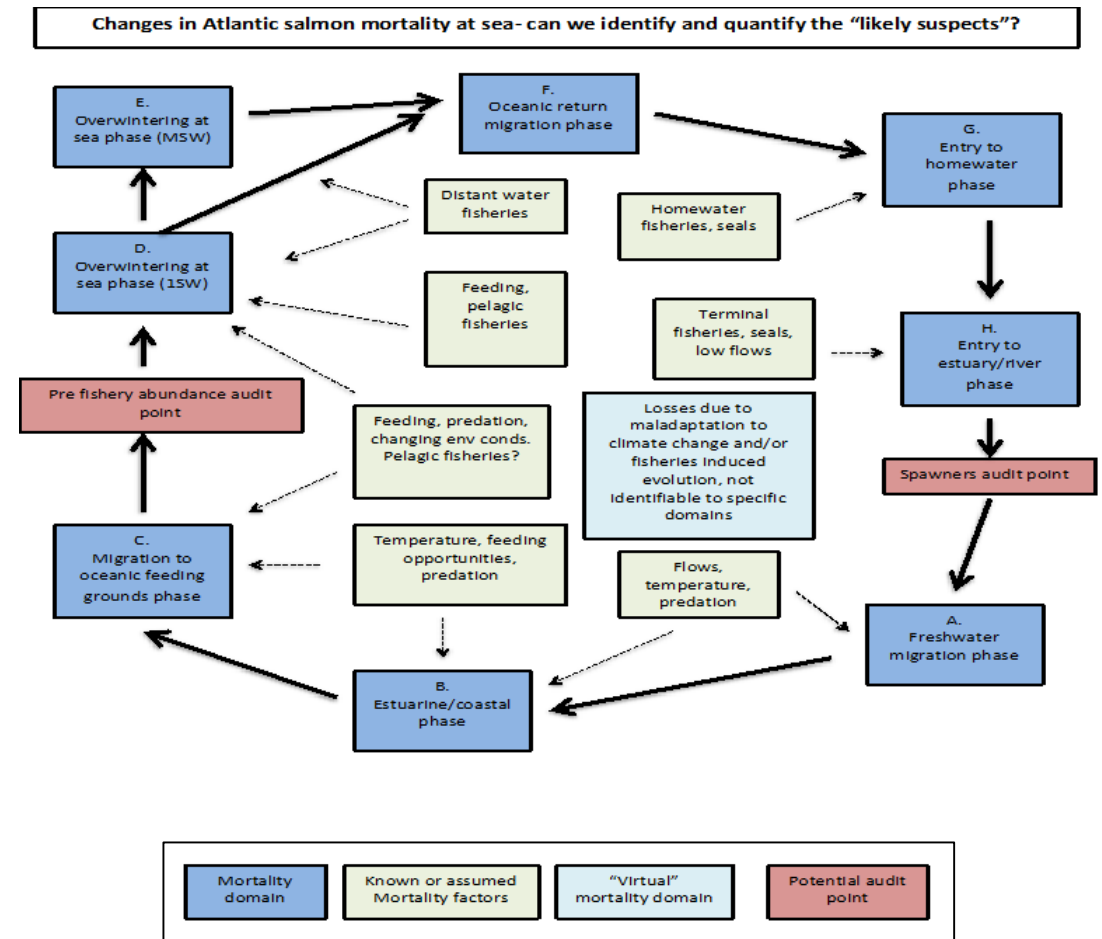 Changes in Atlantic salmon mortality at sea- can we identify and quantify the “likely suspects”?
E.
Overwintering at
sea phase (MSW)
F.
Oceanic return
migration phase
G.
Entry to
homewater
phase
Distant water
fisheries
Homewater
fisheries, seals
D.
Overwintering at
sea phase (1SW)
Feeding,
pelagic
fisheries
Terminal
fisheries, seals,
low flows
H.
Entry to
estuary/river
phase
Pre fishery abundance audit
point
Feeding, predation,
changing env conds.
Pelagic fisheries?
Losses due to
maladaptation to
climate change and/or
fisheries induced
evolution, not
identifiable to specific
domains
Spawners audit point
C.
Migration to
oceanic feeding
grounds phase
Temperature, feeding
opportunities,
predation
Flows,
temperature,
predation
A.
Freshwater
migration phase
B.
Estuarine/coastal
phase
Mortality
domain
Known or assumed
Mortality factors
“Virtual”
mortality domain
Potential audit
point